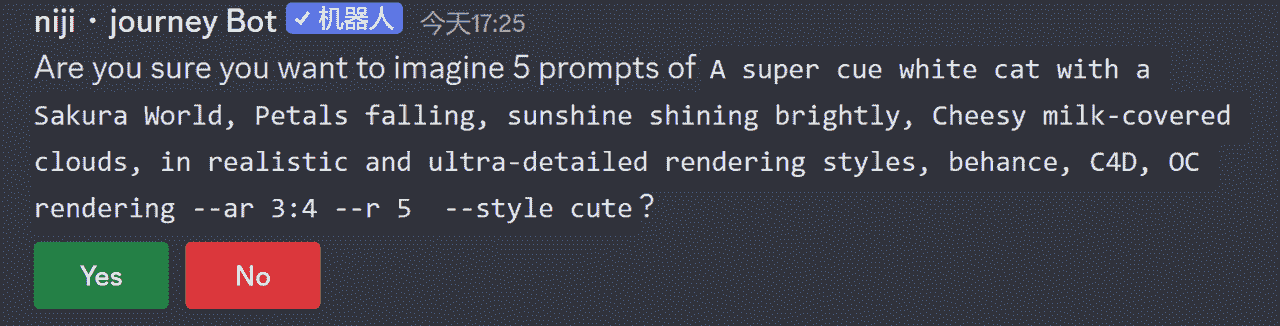 niji・journey Bot ✓ 机器人 今天17:25
Are you sure you want to imagine 5 prompts of A super cue white cat with a
Sakura World, Petals falling, sunshine shining brightly, Cheesy milk-covered
clouds, in realistic and ultra-detailed rendering styles, behance, C4D, OC
rendering --ar 3:4 --r 5  --style cute?
Yes No